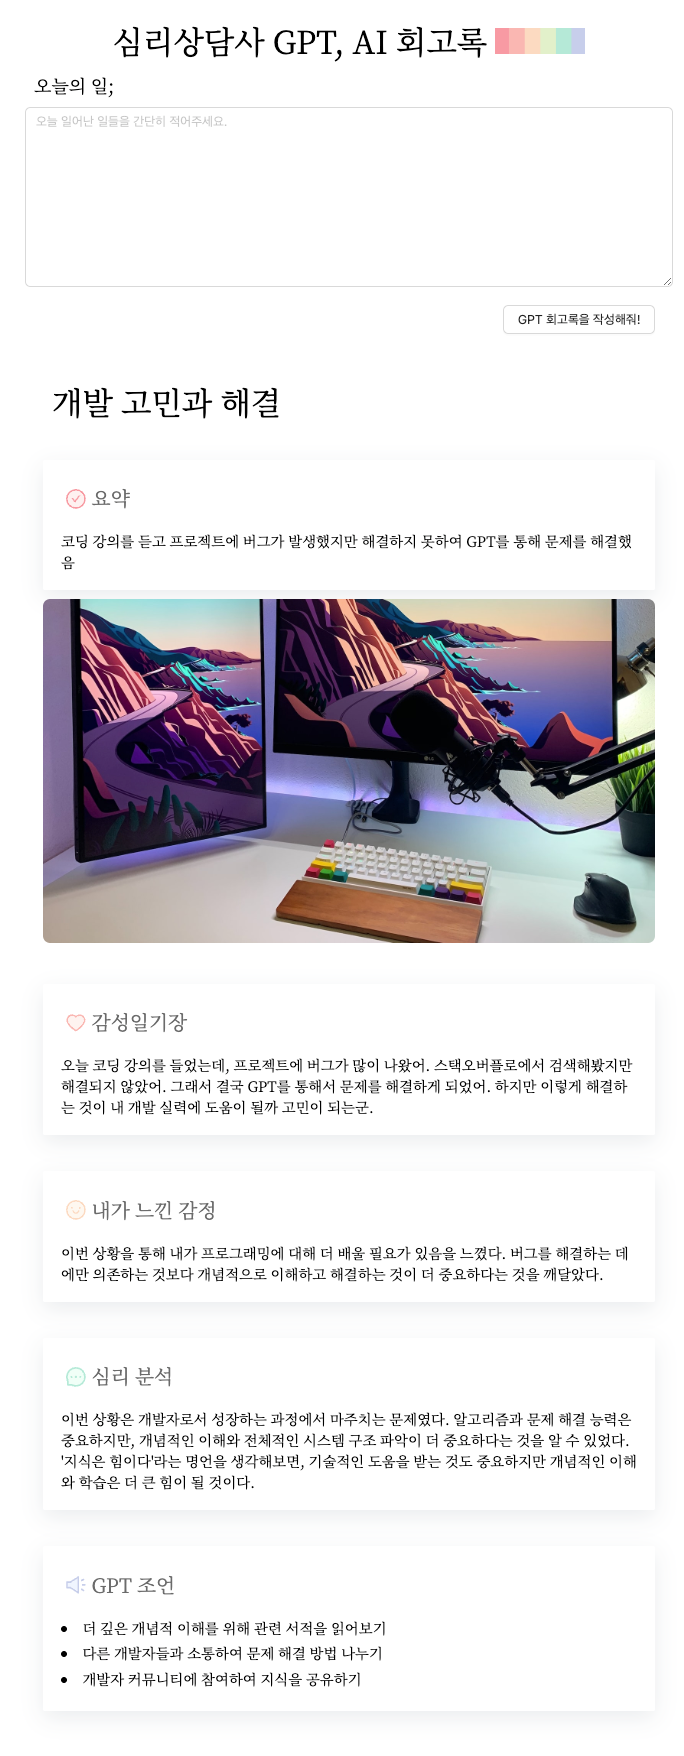 심리상담사 GPT, AI 회고록
오늘의 일;
오늘 일어난 일들을 간단히 적어주세요.
GPT 회고록을 작성해줘!
개발 고민과 해결
요약
코딩 강의를 듣고 프로젝트에 버그가 발생했지만 해결하지 못하여 GPT를 통해 문제를 해결했
음
LG
감성일기장
오늘 코딩 강의를 들었는데, 프로젝트에 버그가 많이 나왔어. 스택오버플로에서 검색해봤지만
해결되지 않았어. 그래서 결국 GPT를 통해서 문제를 해결하게 되었어. 하지만 이렇게 해결하
는 것이 내 개발 실력에 도움이 될까 고민이 되는군.
내가 느낀 감정
이번 상황을 통해 내가 프로그래밍에 대해 더 배울 필요가 있음을 느꼈다. 버그를 해결하는 데
에만 의존하는 것보다 개념적으로 이해하고 해결하는 것이 더 중요하다는 것을 깨달았다.
심리 분석
이번 상황은 개발자로서 성장하는 과정에서 마주치는 문제였다. 알고리즘과 문제 해결 능력은
중요하지만, 개념적인 이해와 전체적인 시스템 구조 파악이 더 중요하다는 것을 알 수 있었다.
'지식은 힘이다'라는 명언을 생각해보면, 기술적인 도움을 받는 것도 중요하지만 개념적인 이해
와 학습은 더 큰 힘이 될 것이다.
GPT 조언
더 깊은 개념적 이해를 위해 관련 서적을 읽어보기
다른 개발자들과 소통하여 문제 해결 방법 나누기
개발자 커뮤니티에 참여하여 지식을 공유하기